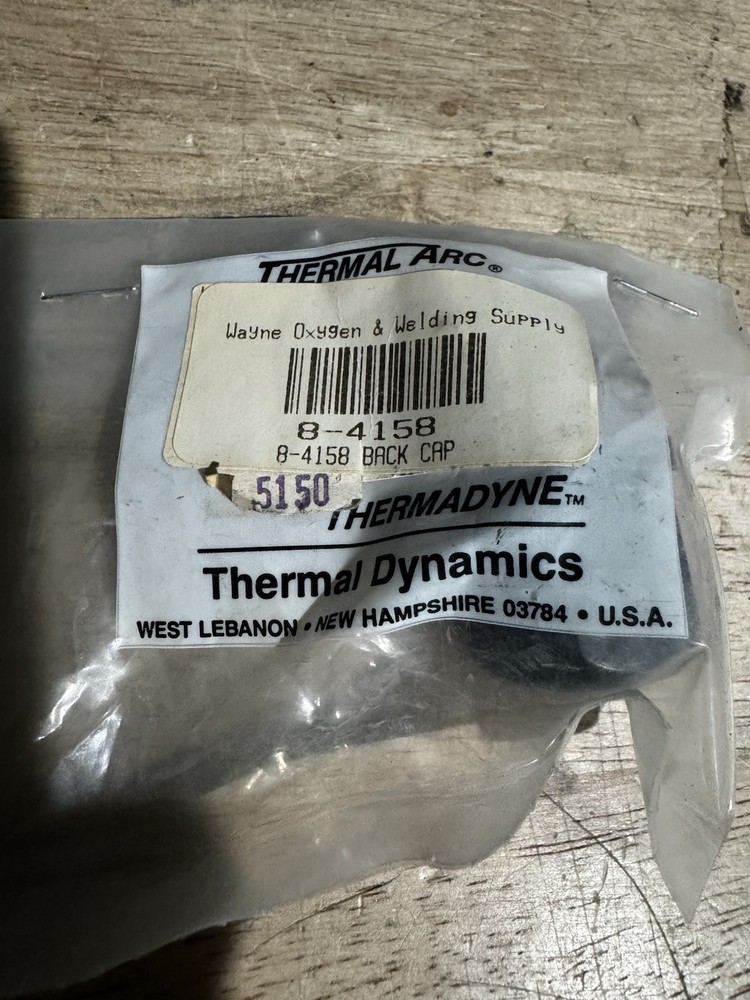 THERMAL ARC®
Wayne Oxygen & Welding Supply
8-4158
8-4158 BACK CAP
5150
THERMADYNE™
Thermal Dynamics
WEST LEBANON • NEW HAMPSHIRE 03784 • U.S.A.